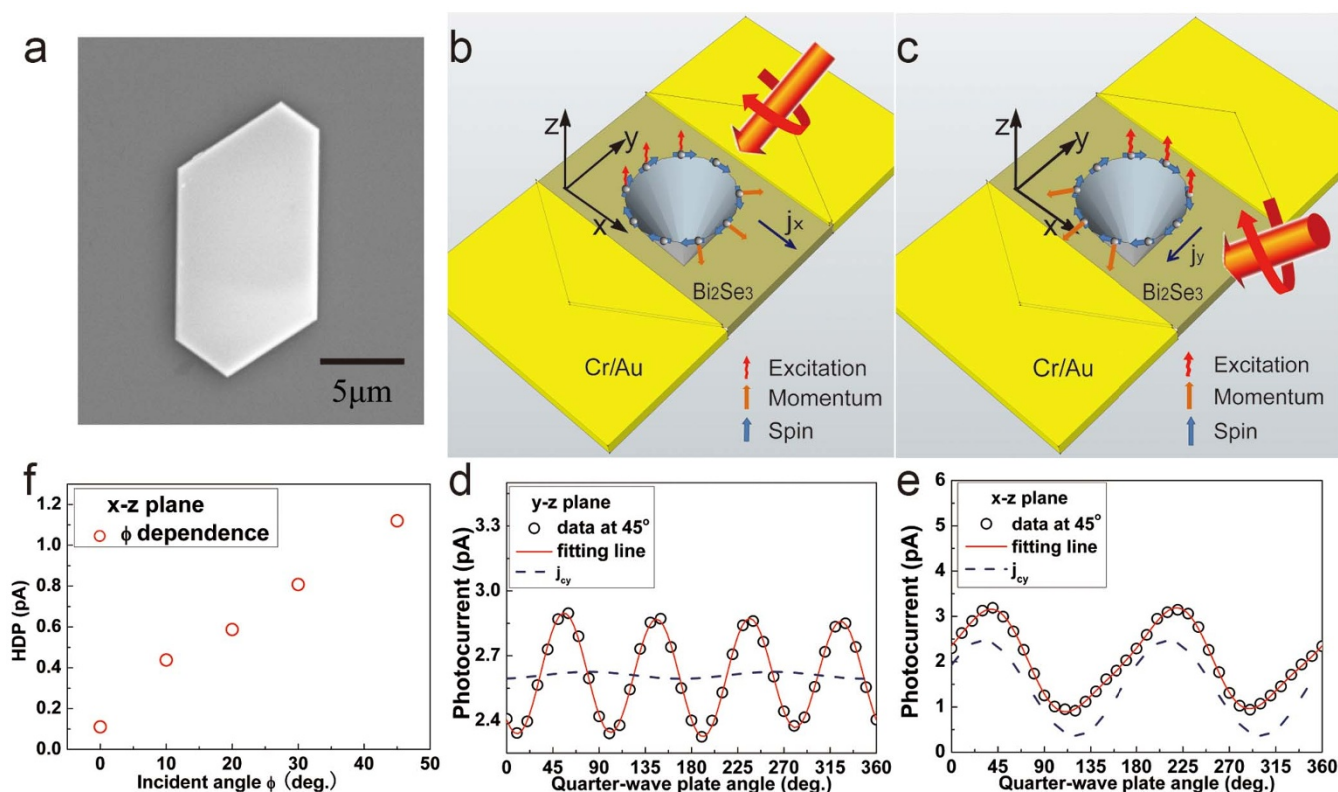 a
5μm
b
z
y
x
jx
Bi2Se3
Cr/Au
Excitation
Momentum
Spin
c
z
y
x
jy
Bi2Se3
Cr/Au
Excitation
Momentum
Spin
f
x-z plane
ϕ dependence
HDP (pA)
1.2
1.0
0.8
0.6
0.4
0.2
0.0
0 10 20 30 40 50
Incident angle ϕ (deg.)
d
y-z plane
data at 45°
fitting line
jcy
Photocurrent (pA)
3.3
3.0
2.7
2.4
0 45 90 135 180 225 270 315 360
Quarter-wave plate angle (deg.)
e
x-z plane
data at 45°
fitting line
jcy
Photocurrent (pA)
6
5
4
3
2
1
0
0 45 90 135 180 225 270 315 360
Quarter-wave plate angle (deg.)